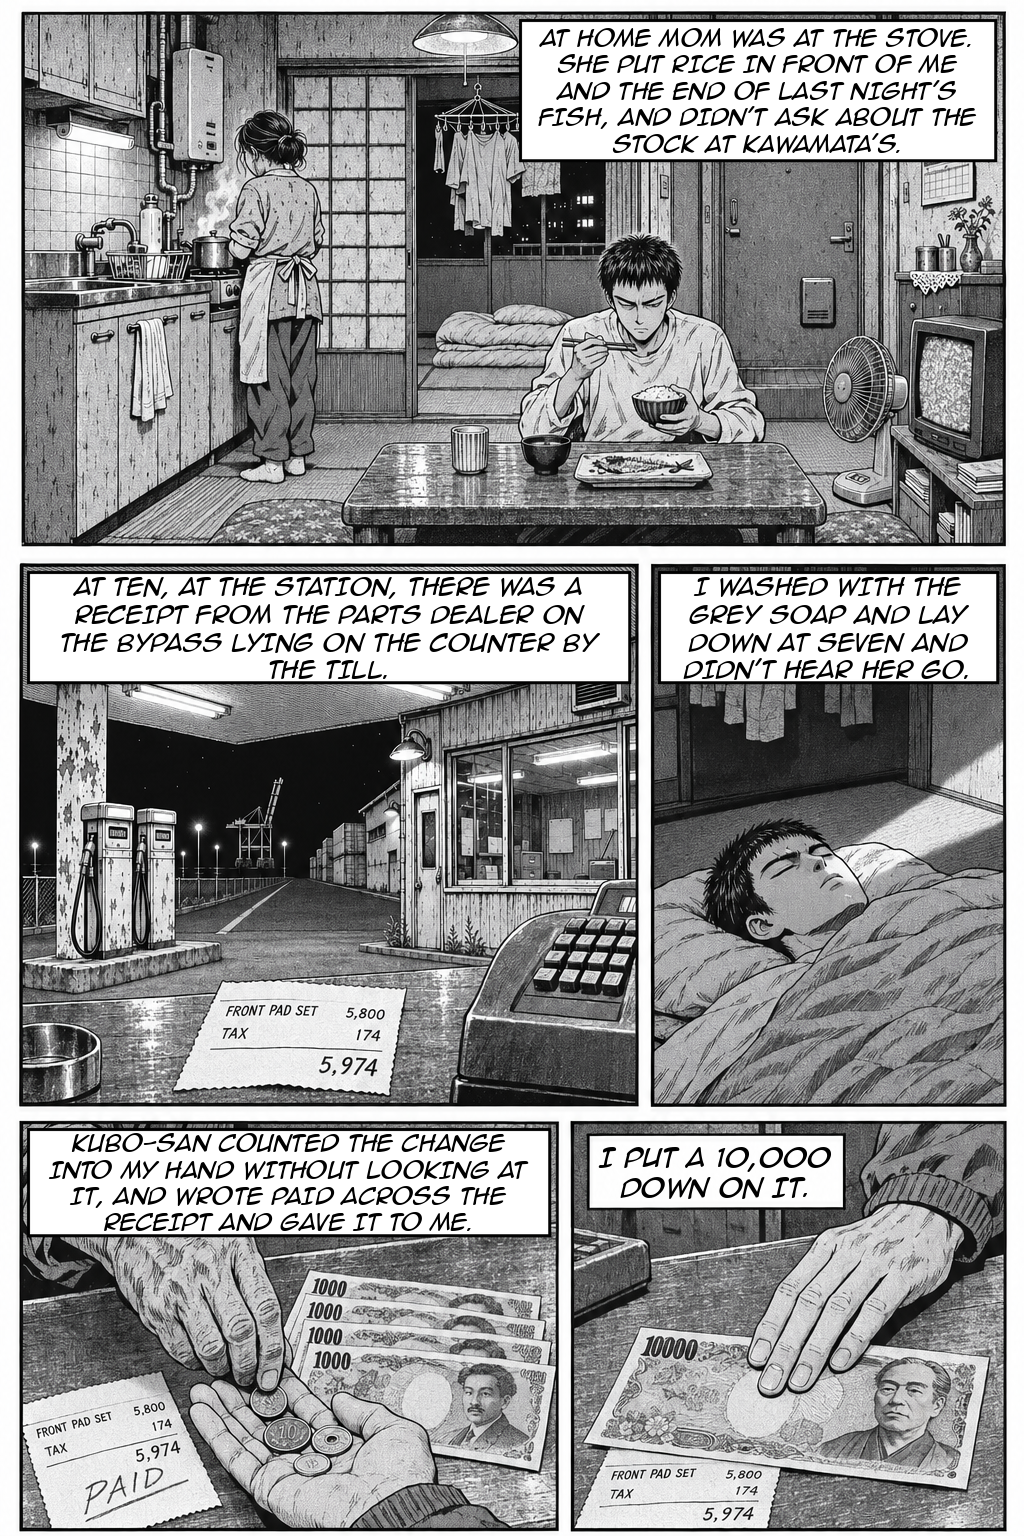 AT HOME MOM WAS AT THE STOVE.
SHE PUT RICE IN FRONT OF ME
AND THE END OF LAST NIGHT'S
FISH, AND DIDN'T ASK ABOUT THE
STOCK AT KAWAMATA'S.
I WASHED WITH THE
GREY SOAP AND LAY
DOWN AT SEVEN AND
DIDN'T HEAR HER GO.
AT TEN, AT THE STATION, THERE WAS A
RECEIPT FROM THE PARTS DEALER ON
THE BYPASS LYING ON THE COUNTER BY
THE TILL.
FRONT PAD SET 5,800
TAX 174
5,974
I PUT A 10,000
DOWN ON IT.
10000
FRONT PAD SET 5,800
TAX 174
5,974
KUBO-SAN COUNTED THE CHANGE
INTO MY HAND WITHOUT LOOKING AT
IT, AND WROTE PAID ACROSS THE
RECEIPT AND GAVE IT TO ME.
1000
1000
1000
1000
10
FRONT PAD SET 5,800
TAX 174
5,974
PAID